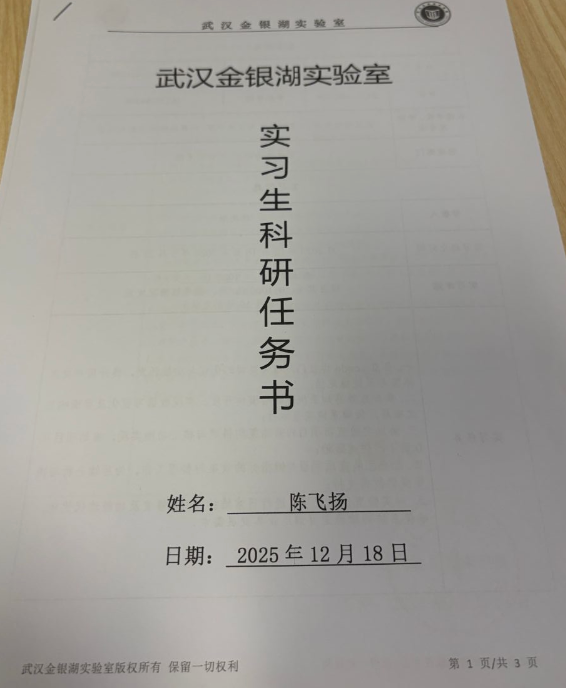 武汉金银湖实验室
武汉金银湖实验室
实
习
生
科
研
任
务
书
姓名： 陈飞扬
日期： 2025 年 12 月 18 日
武汉金银湖实验室版权所有 保留一切权利
第 1 页/共 3 页